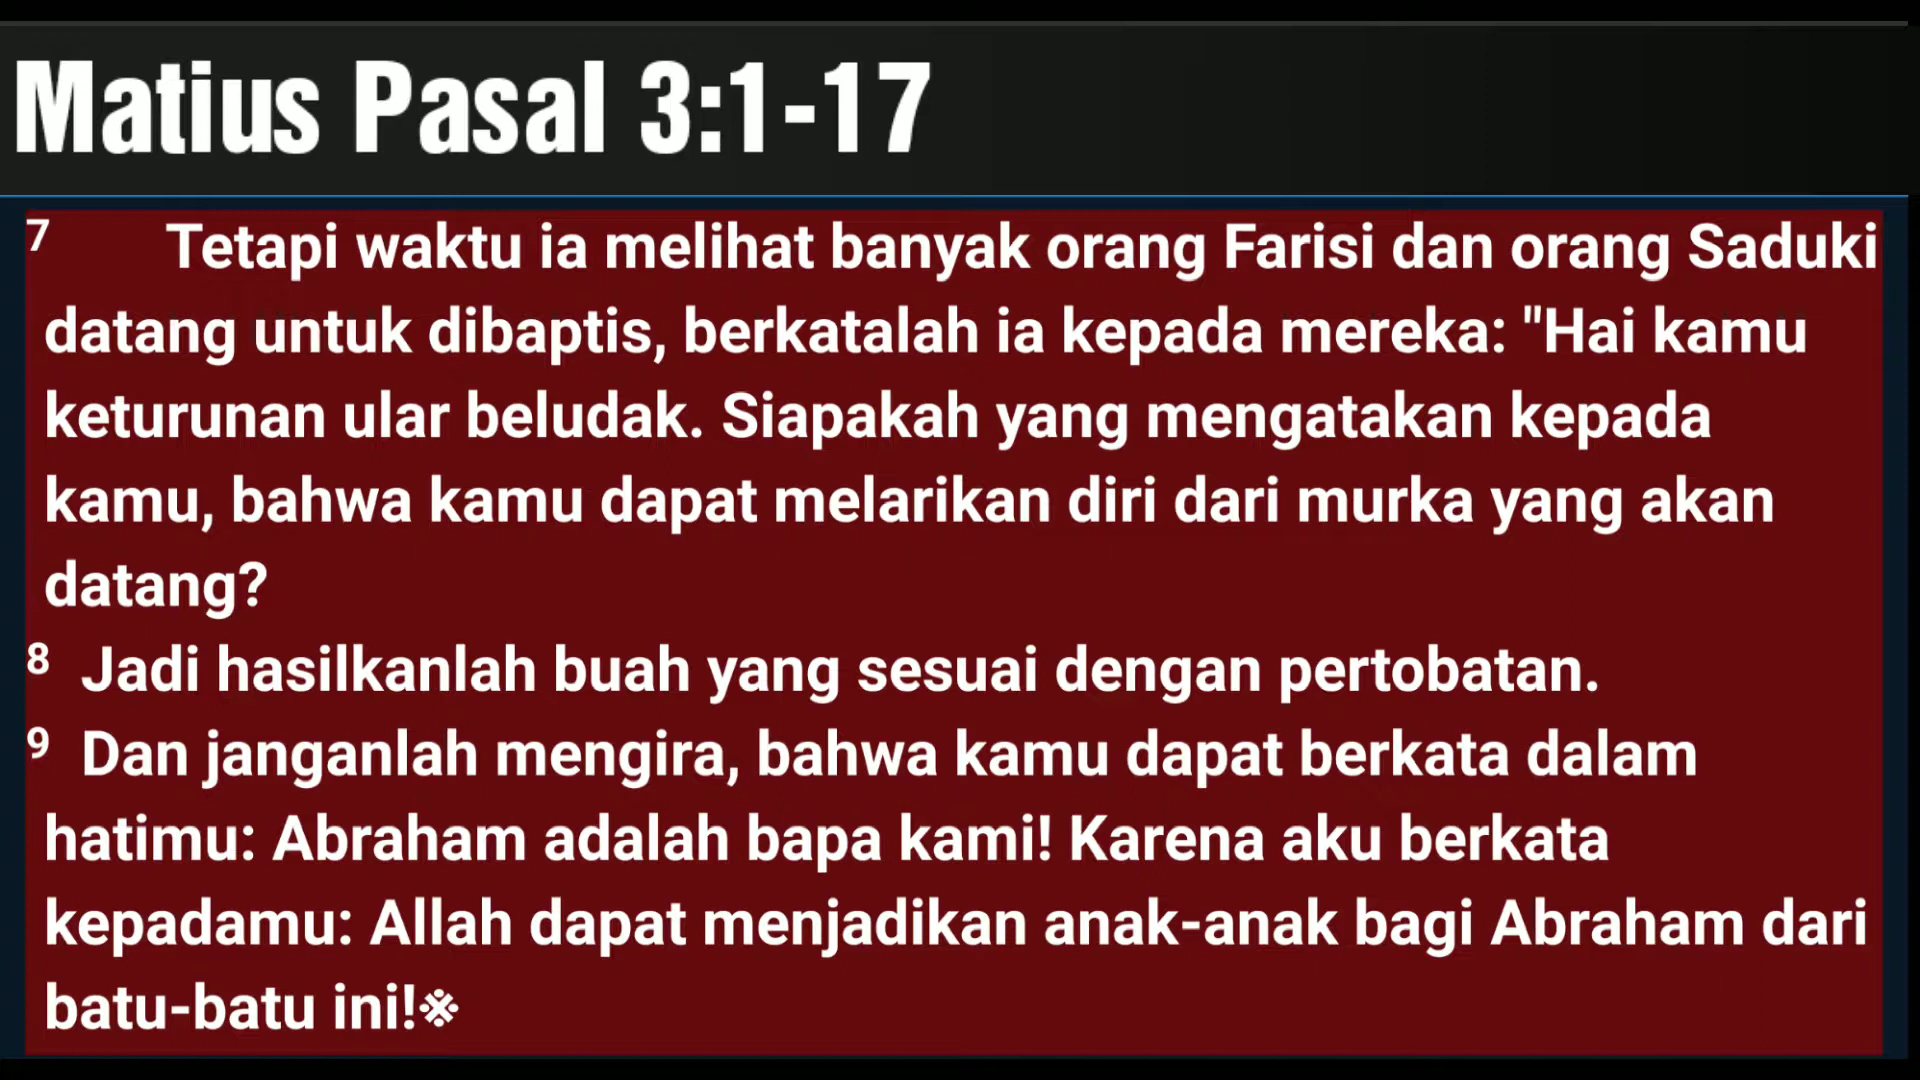 Matius Pasal 3:1-17
7 Tetapi waktu ia melihat banyak orang Farisi dan orang Saduki
datang untuk dibaptis, berkatalah ia kepada mereka: "Hai kamu
keturunan ular beludak. Siapakah yang mengatakan kepada
kamu, bahwa kamu dapat melarikan diri dari murka yang akan
datang?
8 Jadi hasilkanlah buah yang sesuai dengan pertobatan.
9 Dan janganlah mengira, bahwa kamu dapat berkata dalam
hatimu: Abraham adalah bapa kami! Karena aku berkata
kepadamu: Allah dapat menjadikan anak-anak bagi Abraham dari
batu-batu ini!※